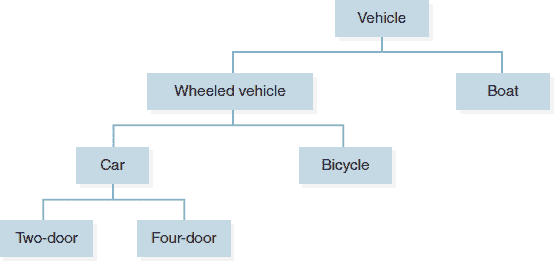 Vehicle
Wheeled vehicle
Boat
Car
Bicycle
Two-door
Four-door